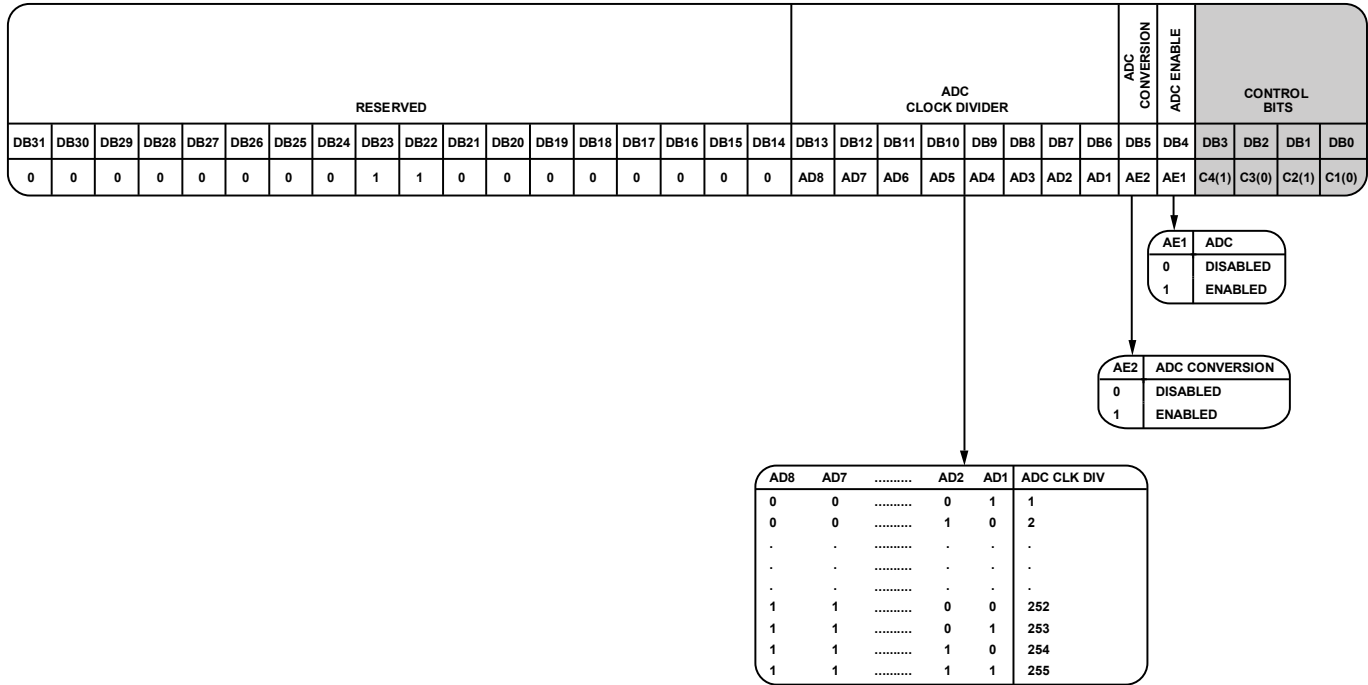 RESERVED
ADC
CLOCK DIVIDER
ADC
CONVERSION
ADC ENABLE
CONTROL
BITS
DB31 DB30 DB29 DB28 DB27 DB26 DB25 DB24 DB23 DB22 DB21 DB20 DB19 DB18 DB17 DB16 DB15 DB14 DB13 DB12 DB11 DB10 DB9 DB8 DB7 DB6 DB5 DB4 DB3 DB2 DB1 DB0
0 0 0 0 0 0 0 0 1 1 0 0 0 0 0 0 0 0 AD8 AD7 AD6 AD5 AD4 AD3 AD2 AD1 AE2 AE1 C4(1) C3(0) C2(1) C1(0)
AE1 ADC
0 DISABLED
1 ENABLED
AE2 ADC CONVERSION
0 DISABLED
1 ENABLED
AD8 AD7 .......... AD2 AD1 ADC CLK DIV
0 0 .......... 0 1 1
0 0 .......... 1 0 2
. . .......... . . .
. . .......... . . .
. . .......... . . .
1 1 .......... 0 0 252
1 1 .......... 0 1 253
1 1 .......... 1 0 254
1 1 .......... 1 1 255